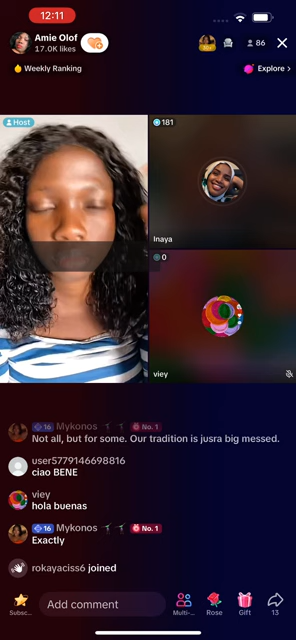 12:11
Amie Olof
17.0K likes
86
Weekly Ranking
Explore >
Host
181
Inaya
0
viey
16 Mykonos No. 1
Not all, but for some. Our tradition is jusra big messed.
user5779146698816
ciao BENE
viey
hola buenas
16 Mykonos No. 1
Exactly
rokayaciss6 joined
Subsc...
Add comment
Multi-...
Rose
Gift
13